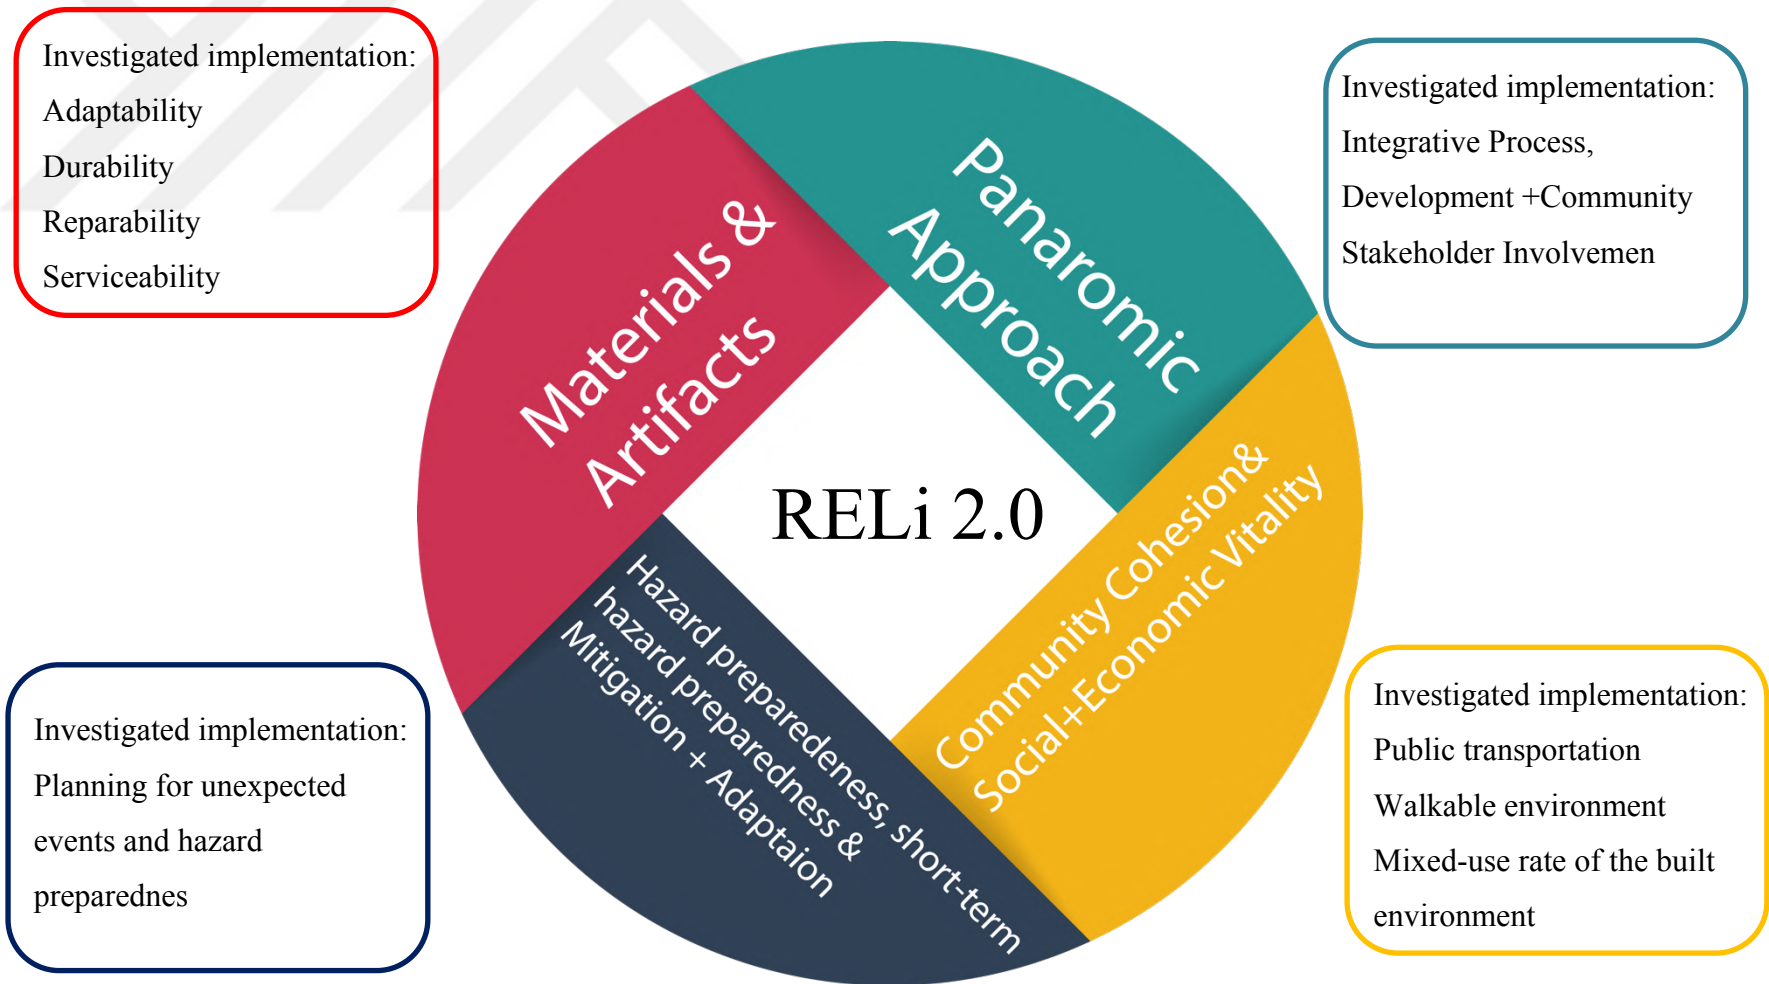 Investigated implementation:
Adaptability
Durability
Reparability
Serviceability
Investigated implementation:
Integrative Process,
Development +Community
Stakeholder Involvemen
Materials &
Artifacts
Panaromic
Approach
RELi 2.0
Hazard preparedeness, short-term
hazard preparedness &
Mitigation + Adaptaion
Community Cohesion&
Social+Economic Vitality
Investigated implementation:
Planning for unexpected
events and hazard
preparednes
Investigated implementation:
Public transportation
Walkable environment
Mixed-use rate of the built
environment